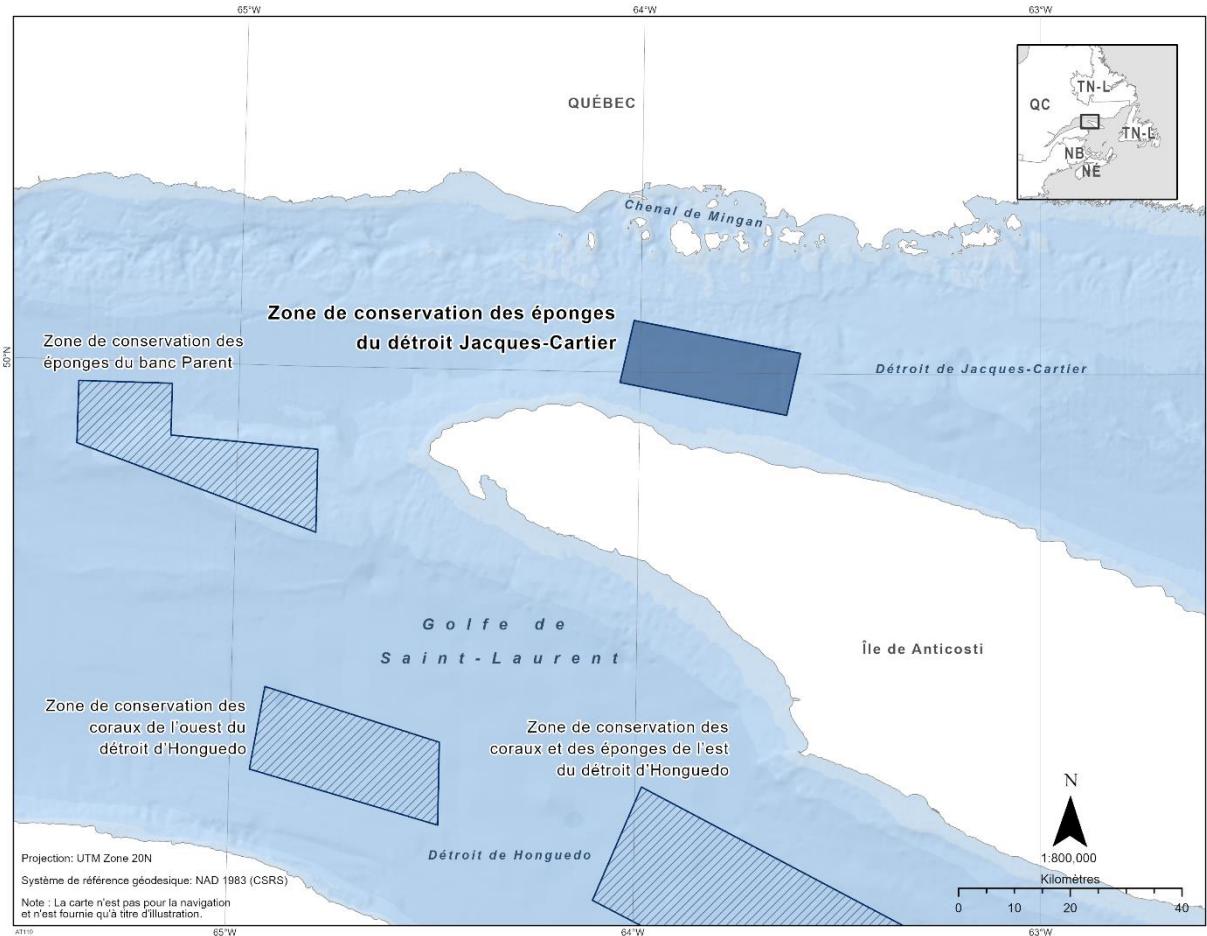 65°W
64°W
63°W
QUÉBEC
QC
TN-L
TN-L
NB
NÉ
Chenal de Mingan
Zone de conservation des éponges
du détroit Jacques-Cartier
Zone de conservation des
éponges du banc Parent
50°N
Détroit de Jacques-Cartier
Golfe de
Saint-Laurent
Île de Anticosti
Zone de conservation des
coraux de l'ouest du
détroit d'Honguedo
Zone de conservation des
coraux et des éponges de l'est
du détroit d'Honguedo
Détroit de Honguedo
N
1:800,000
Kilomètres
0 10 20 40
Projection: UTM Zone 20N
Système de référence géodesique: NAD 1983 (CSRS)
Note : La carte n'est pas pour la navigation
et n'est fournie qu'à titre d'illustration.
AT119
65°W
64°W
63°W